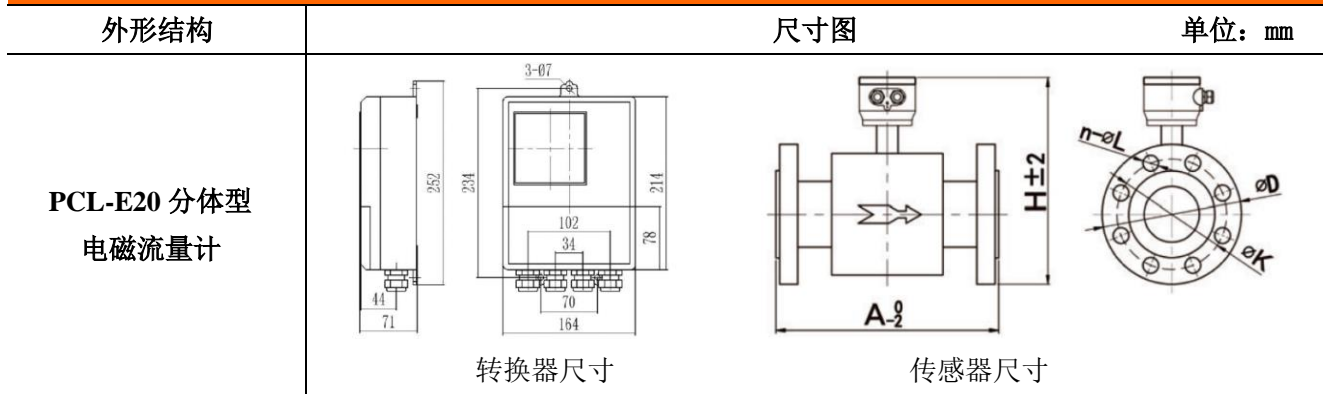 外形结构 尺寸图 单位：mm
PCL-E20 分体型
电磁流量计
3-Ø7
252
234
214
102
34
78
44
71
70
164
转换器尺寸
H±2
A-⁰₂
n-øL
øD
øK
传感器尺寸